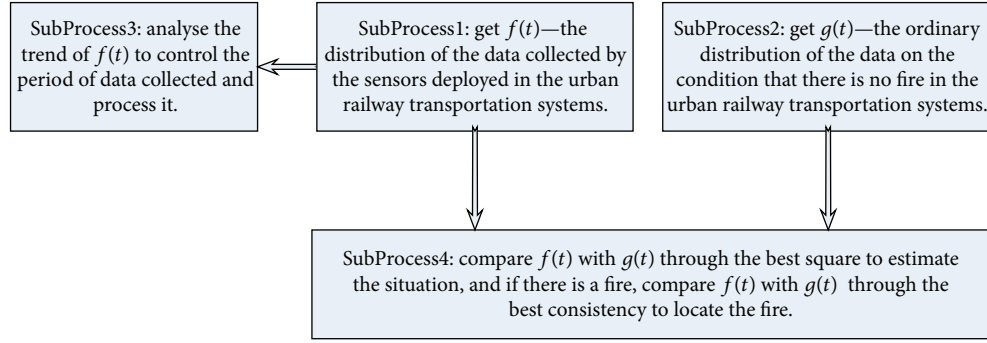 SubProcess3: analyse the
trend of f(t) to control the
period of data collected and
process it.
SubProcess1: get f(t)—the
distribution of the data collected by
the sensors deployed in the urban
railway transportation systems.
SubProcess2: get g(t)—the ordinary
distribution of the data on the
condition that there is no fire in the
urban railway transportation systems.
SubProcess4: compare f(t) with g(t) through the best square to estimate
the situation, and if there is a fire, compare f(t) with g(t) through the
best consistency to locate the fire.